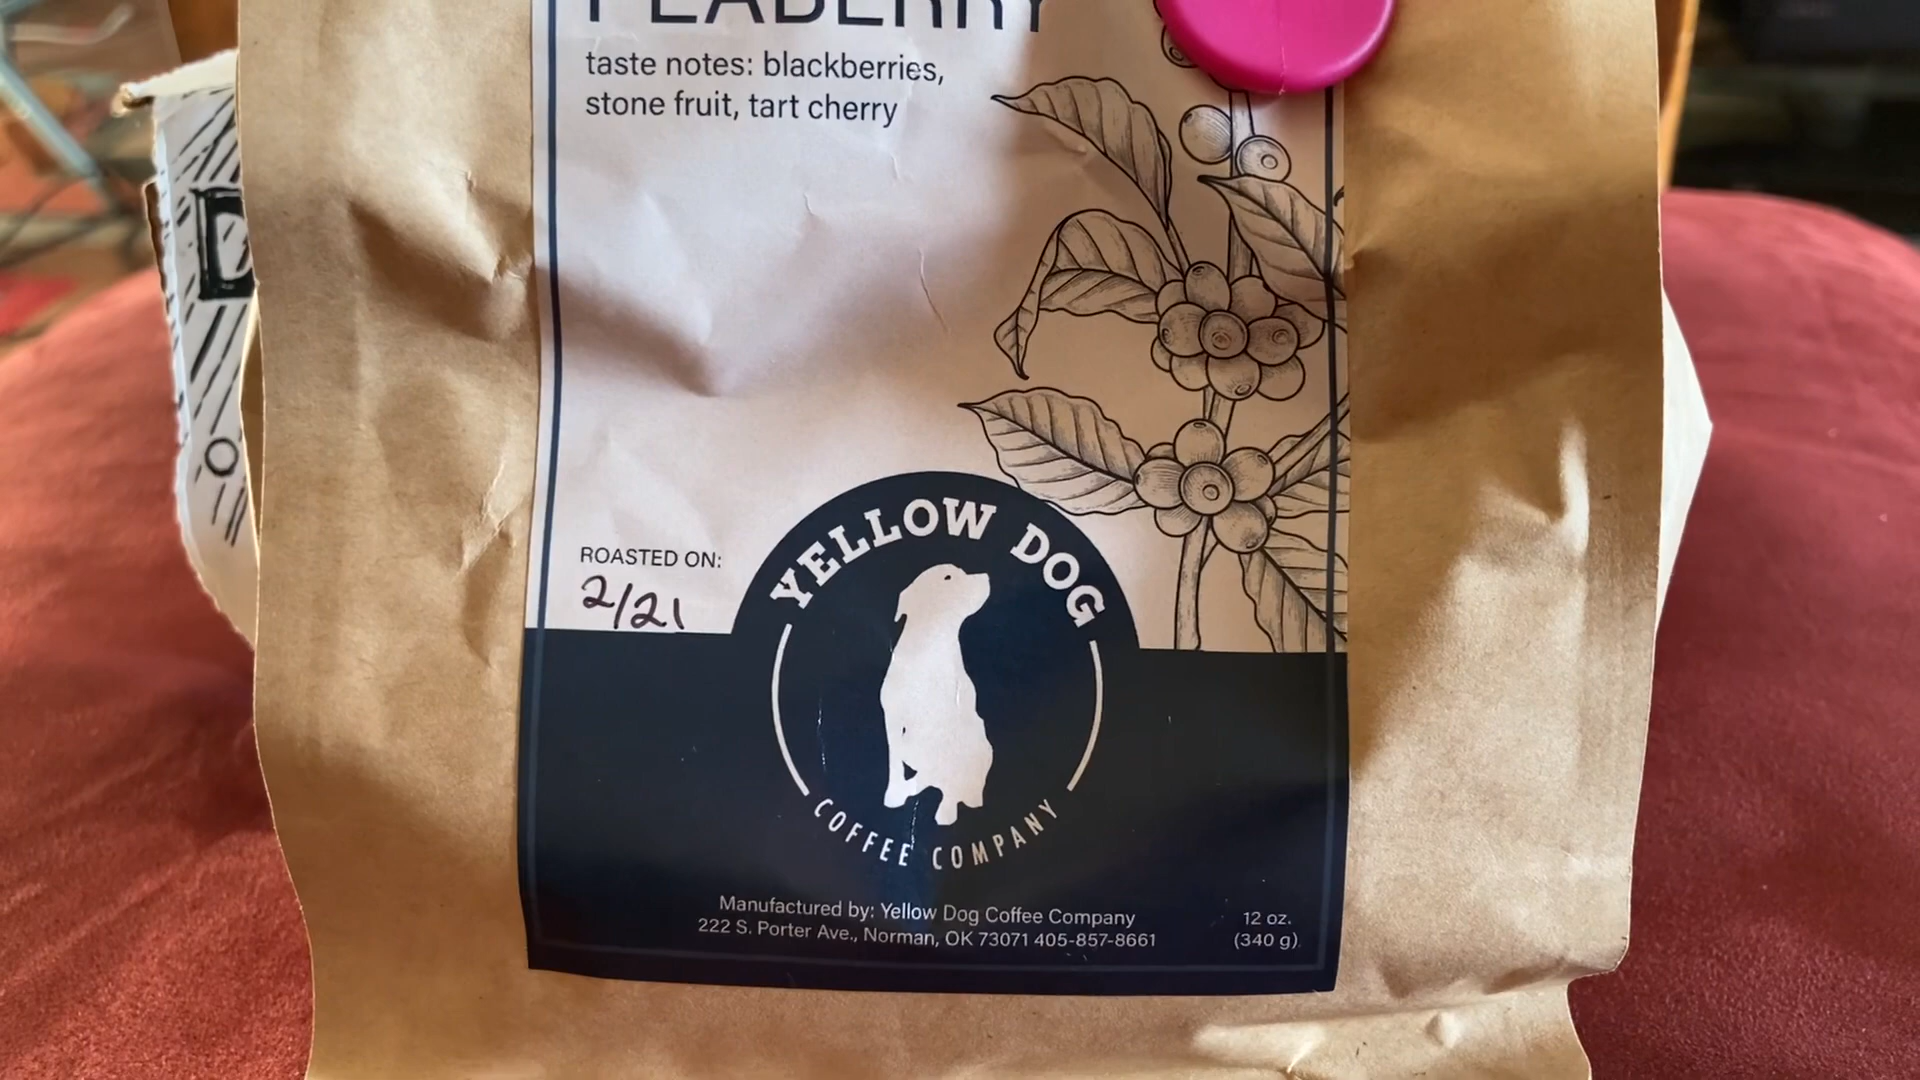 PEABERRY
taste notes: blackberries,
stone fruit, tart cherry
ROASTED ON:
2/21
YELLOW DOG
COFFEE COMPANY
Manufactured by: Yellow Dog Coffee Company
222 S. Porter Ave., Norman, OK 73071 405-857-8661
12 oz.
(340 g)